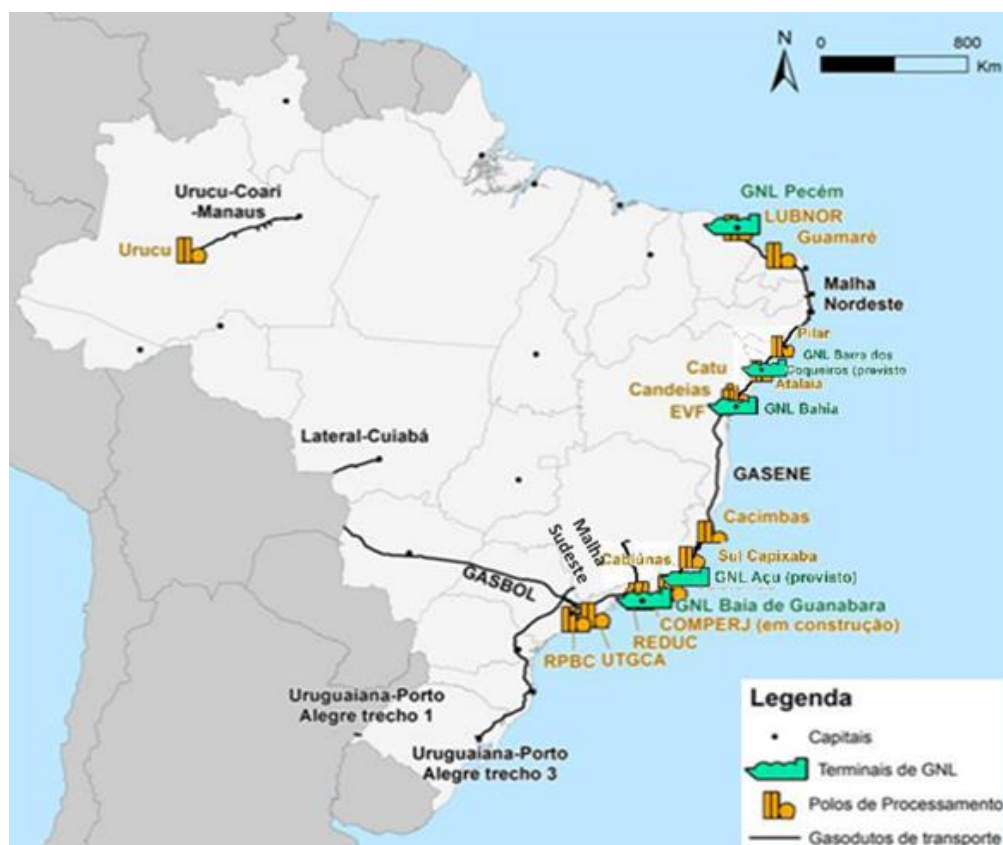 N
0
800
Km
Urucu-Coari
-Manaus
Urucu
GNL Pecém
LUBNOR
Guamaré
Malha
Nordeste
Pilar
GNL Barra dos
Coqueiros (previsto
Atalaia
Catu
Candeias
EVF
GNL Bahia
Lateral-Cuiabá
GASENE
Cacimbas
Malha
Sudeste
Cabiúnas
Sul Capixaba
GNL Açu (previsto)
GASBOL
GNL Baia de Guanabara
COMPERJ (em construção)
REDUC
RPBC
UTGCA
Uruguaiana-Porto
Alegre trecho 1
Uruguaiana-Porto
Alegre trecho 3
Legenda
Capitais
Terminais de GNL
Polos de Processamento
Gasodutos de transporte